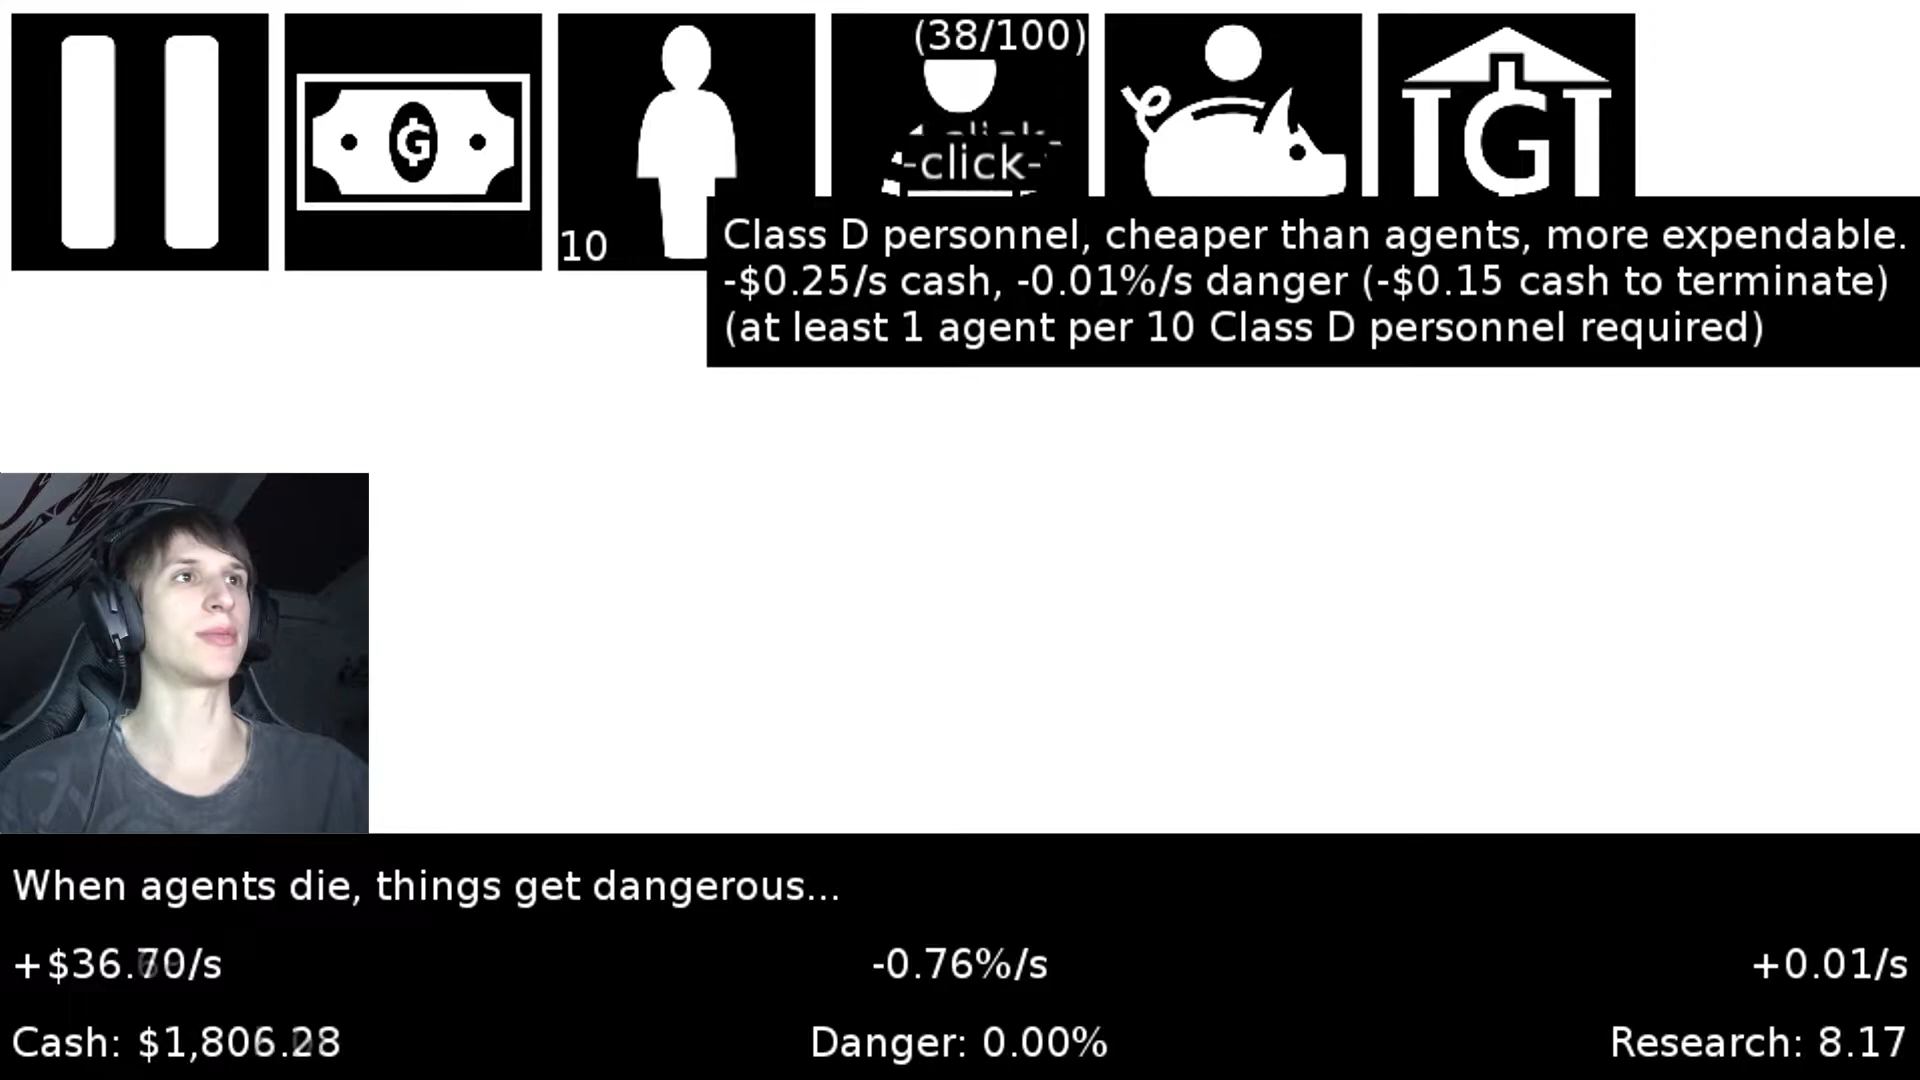 (38/100)
-click-
10
Class D personnel, cheaper than agents, more expendable.
-$0.25/s cash, -0.01%/s danger (-$0.15 cash to terminate)
(at least 1 agent per 10 Class D personnel required)
When agents die, things get dangerous...
+$36.70/s
-0.76%/s
+0.01/s
Cash: $1,806.28
Danger: 0.00%
Research: 8.17